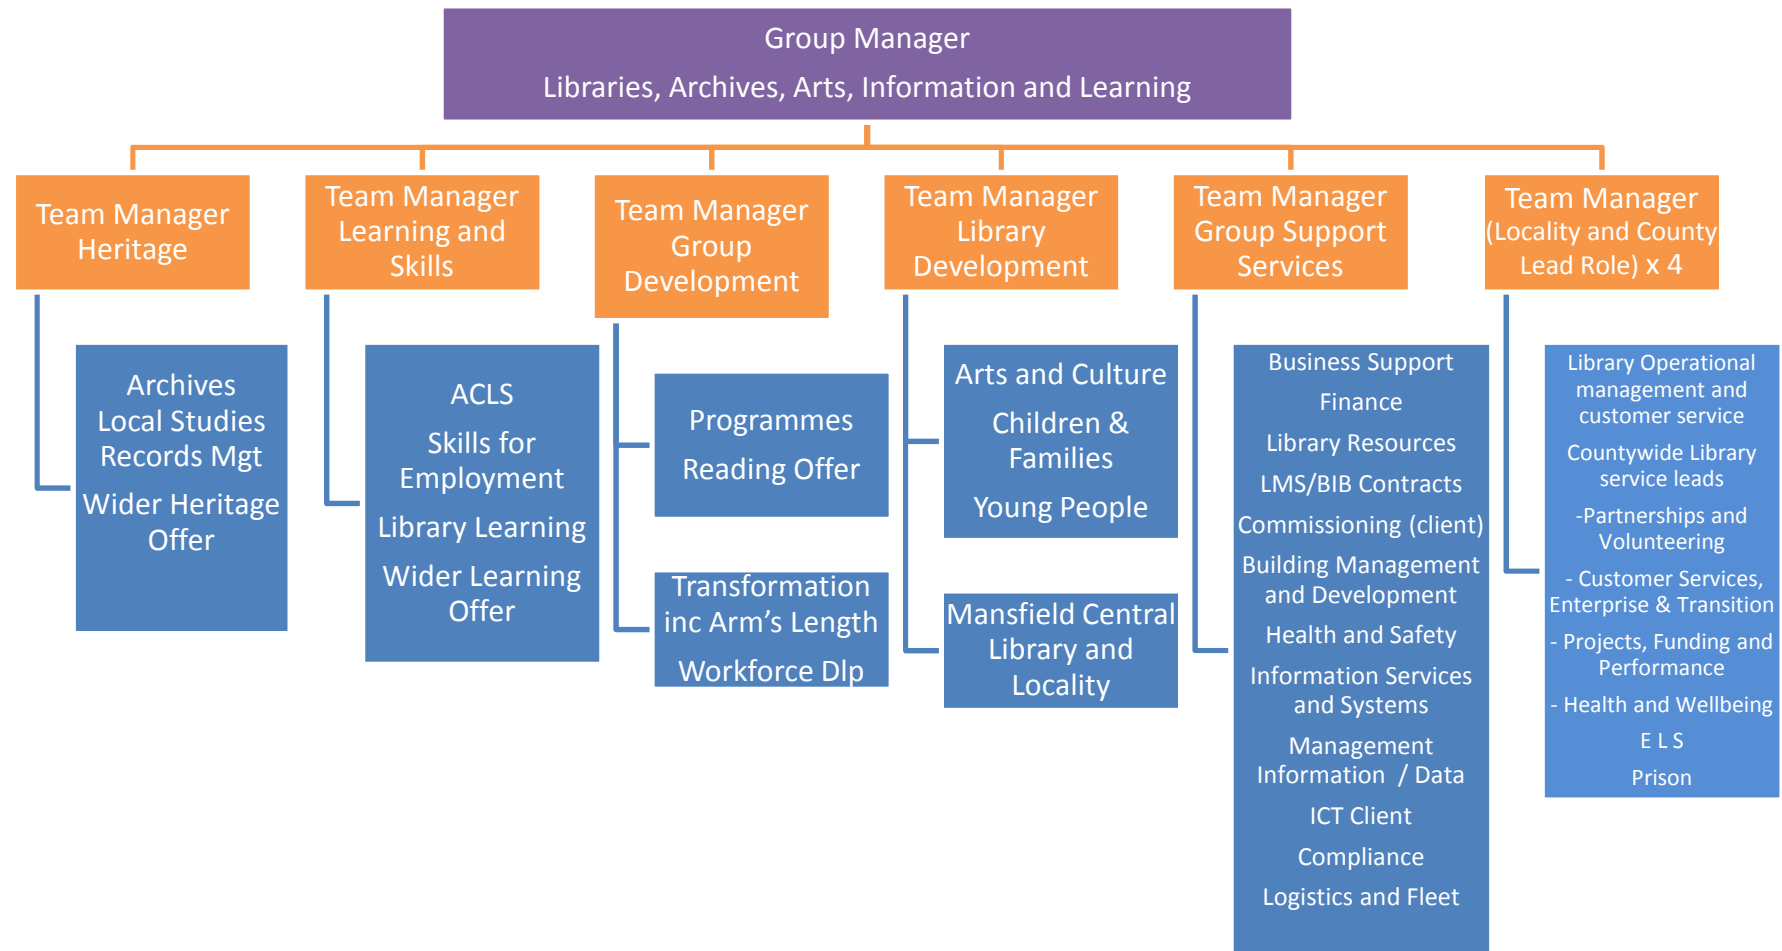 Group Manager
Libraries, Archives, Arts, Information and Learning
Team Manager
Heritage
Archives
Local Studies
Records Mgt
Wider Heritage
Offer
Team Manager
Learning and
Skills
ACLS
Skills for
Employment
Library Learning
Wider Learning
Offer
Team Manager
Group
Development
Programmes
Reading Offer
Transformation
inc Arm's Length
Workforce Dlp
Team Manager
Library
Development
Arts and Culture
Children &
Families
Young People
Mansfield Central
Library and
Locality
Team Manager
Group Support
Services
Business Support
Finance
Library Resources
LMS/BIB Contracts
Commissioning (client)
Building Management
and Development
Health and Safety
Information Services
and Systems
Management
Information / Data
ICT Client
Compliance
Logistics and Fleet
Team Manager
(Locality and County
Lead Role) x 4
Library Operational
management and
customer service
Countywide Library
service leads
-Partnerships and
Volunteering
- Customer Services,
Enterprise & Transition
- Projects, Funding and
Performance
- Health and Wellbeing
E L S
Prison